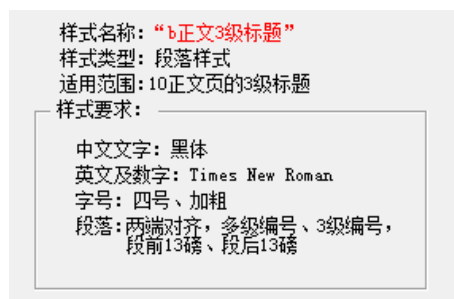 样式名称:“b正文3级标题”
样式类型: 段落样式
适用范围:10正文页的3级标题
样式要求:
中文文字: 黑体
英文及数字: Times New Roman
字号: 四号、加粗
段落:两端对齐，多级编号、3级编号，
段前13磅、段后13磅